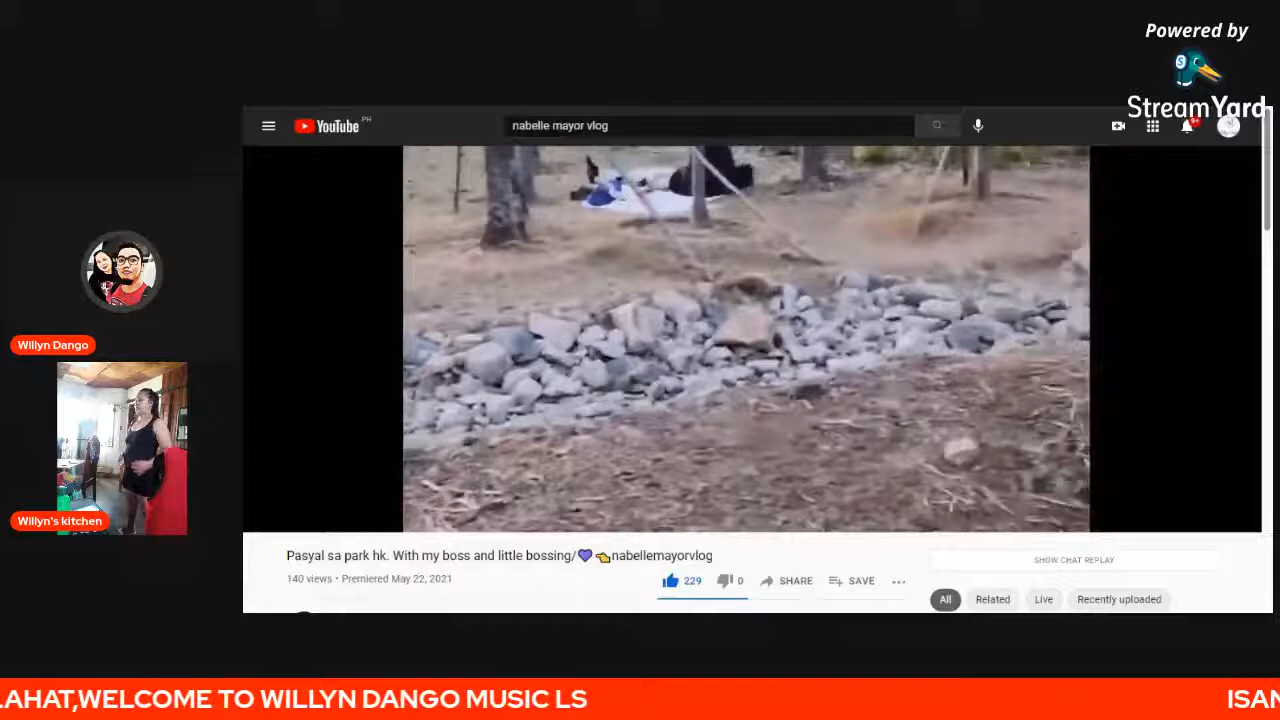 Powered by
StreamYard
YouTube PH
nabelle mayor vlog
9+
Willyn Dango
Willyn's kitchen
Pasyal sa park hk. With my boss and little bossing/💜👈nabellemayorvlog
140 views • Premiered May 22, 2021
229
0
SHARE
SAVE
SHOW CHAT REPLAY
All
Related
Live
Recently uploaded
LAHAT,WELCOME TO WILLYN DANGO MUSIC LS
ISAN